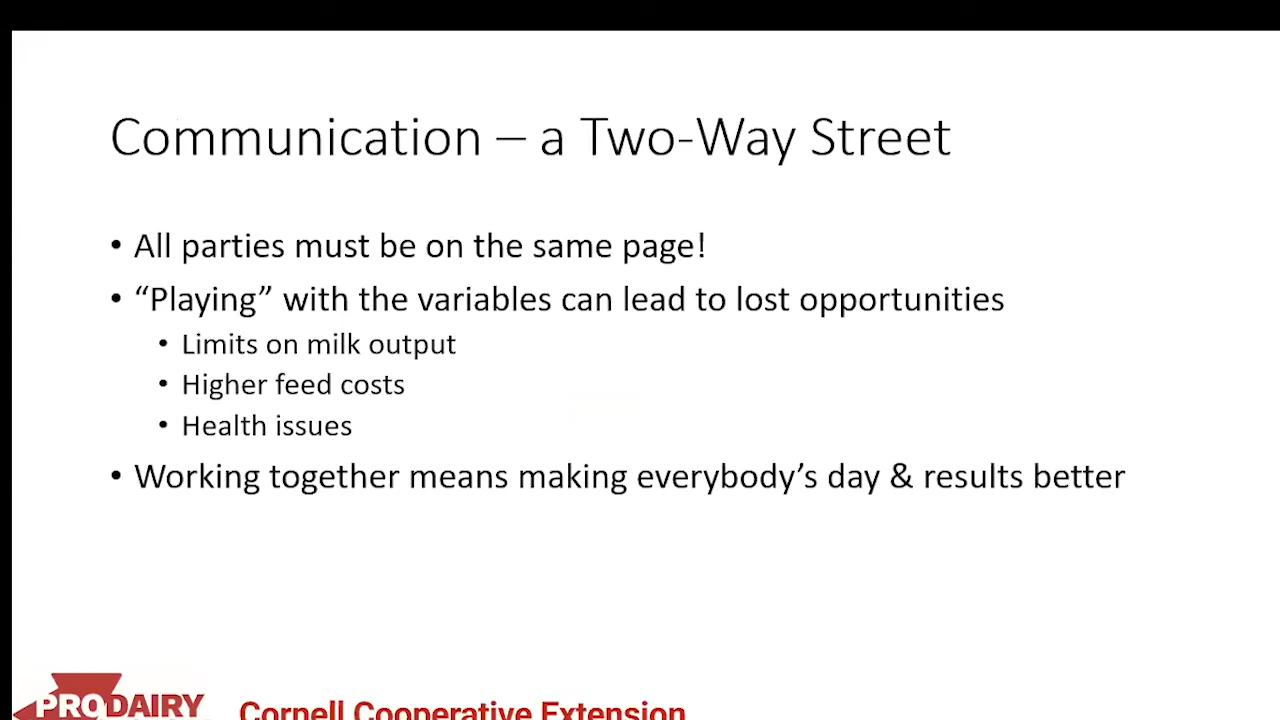 Communication – a Two-Way Street
• All parties must be on the same page!
• “Playing” with the variables can lead to lost opportunities
• Limits on milk output
• Higher feed costs
• Health issues
• Working together means making everybody’s day & results better
PRODAIRY
Cornell Cooperative Extension